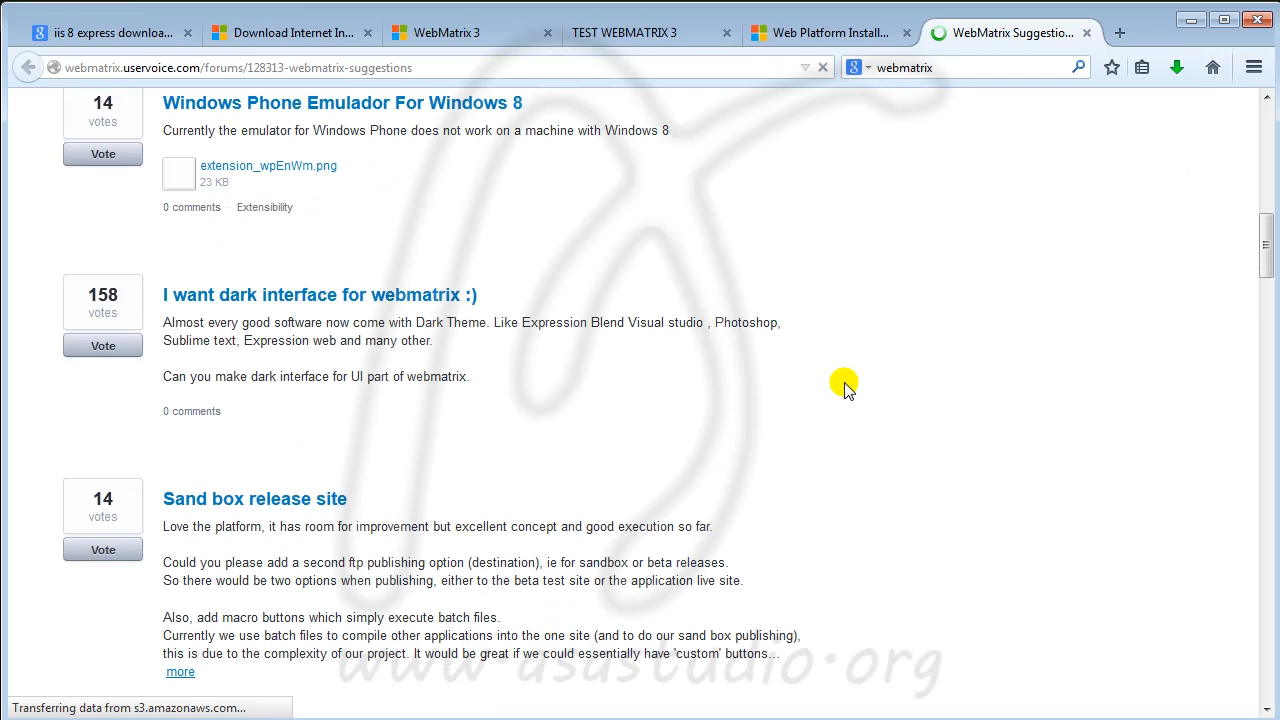 iis 8 express downloa...
Download Internet In...
WebMatrix 3
TEST WEBMATRIX 3
Web Platform Install...
WebMatrix Suggestio...
webmatrix.uservoice.com/forums/128313-webmatrix-suggestions
webmatrix
14
votes
Vote
Windows Phone Emulador For Windows 8
Currently the emulator for Windows Phone does not work on a machine with Windows 8
extension_wpEnWm.png
23 KB
0 comments · Extensibility
158
votes
Vote
I want dark interface for webmatrix :)
Almost every good software now come with Dark Theme. Like Expression Blend Visual studio , Photoshop,
Sublime text, Expression web and many other.
Can you make dark interface for UI part of webmatrix.
0 comments
14
votes
Vote
Sand box release site
Love the platform, it has room for improvement but excellent concept and good execution so far.
Could you please add a second ftp publishing option (destination), ie for sandbox or beta releases.
So there would be two options when publishing, either to the beta test site or the application live site.
Also, add macro buttons which simply execute batch files.
Currently we use batch files to compile other applications into the one site (and to do our sand box publishing),
this is due to the complexity of our project. It would be great if we could essentially have 'custom' buttons…
more
www.asastudio.org
Transferring data from s3.amazonaws.com...